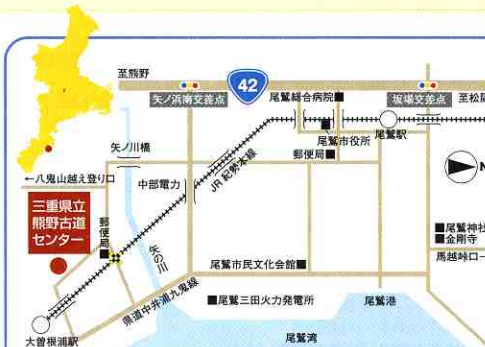 至熊野
42
矢ノ浜南交差点
尾鷲総合病院
坂場交差点
至松阪
尾鷲市役所
尾鷲駅
郵便局
矢ノ川橋
JR紀勢本線
N
←八鬼山越え登り口
中部電力
三重県立
熊野古道
センター
郵便局
矢の川
尾鷲神社
金剛寺
馬越峠口
尾鷲市民文化会館
県道中井浦九鬼線
尾鷲三田火力発電所
尾鷲港
大曽根浦駅
尾鷲湾